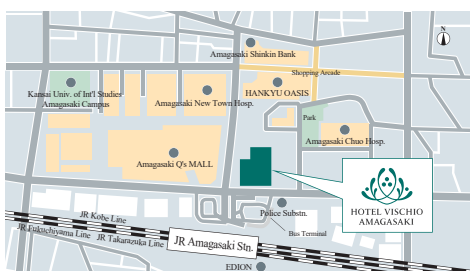 N
Amagasaki Shinkin Bank
Shopping Arcade
Kansai Univ. of Int'l Studies
Amagasaki Campus
Amagasaki New Town Hosp.
HANKYU OASIS
Park
Amagasaki Chuo Hosp.
Amagasaki Q's MALL
HOTEL VISCHIO
AMAGASAKI
Police Substn.
Bus Terminal
JR Kobe Line
JR Fukuchiyama Line
JR Takarazuka Line
JR Amagasaki Stn.
EDION